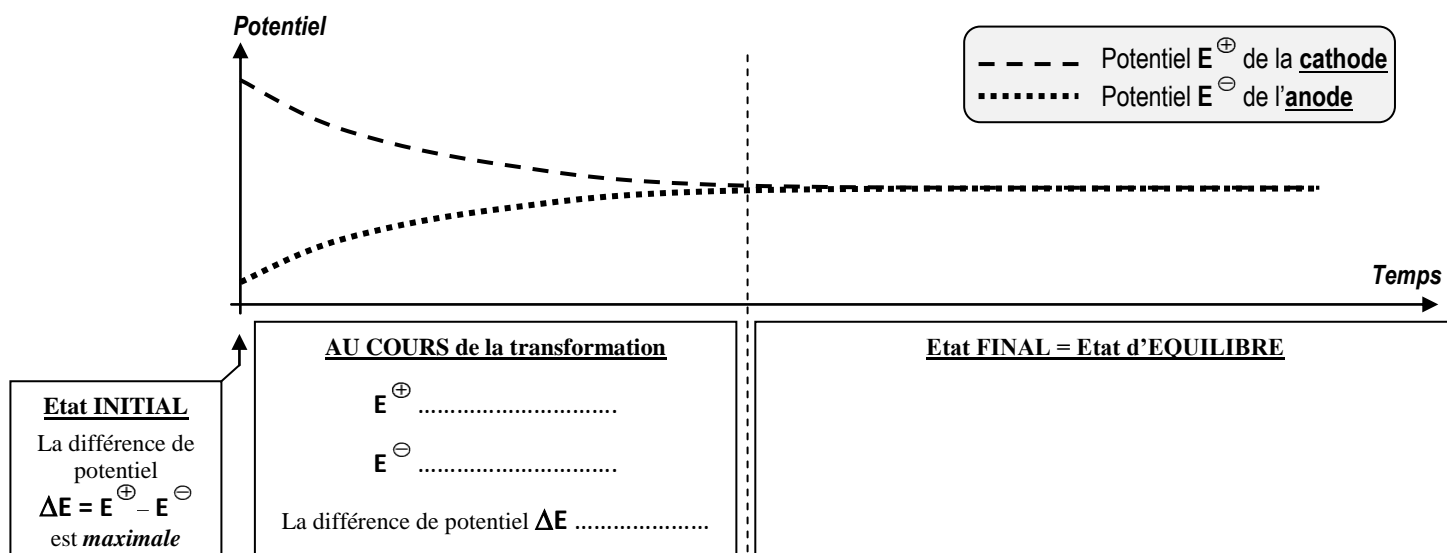 Potentiel
Potentiel E ⊕ de la cathode
Potentiel E ⊖ de l'anode
Temps
Etat INITIAL
La différence de
potentiel
ΔE = E ⊕ – E ⊖
est maximale
AU COURS de la transformation
E ⊕ ................................
E ⊖ ................................
La différence de potentiel ΔE .....................
Etat FINAL = Etat d'EQUILIBRE